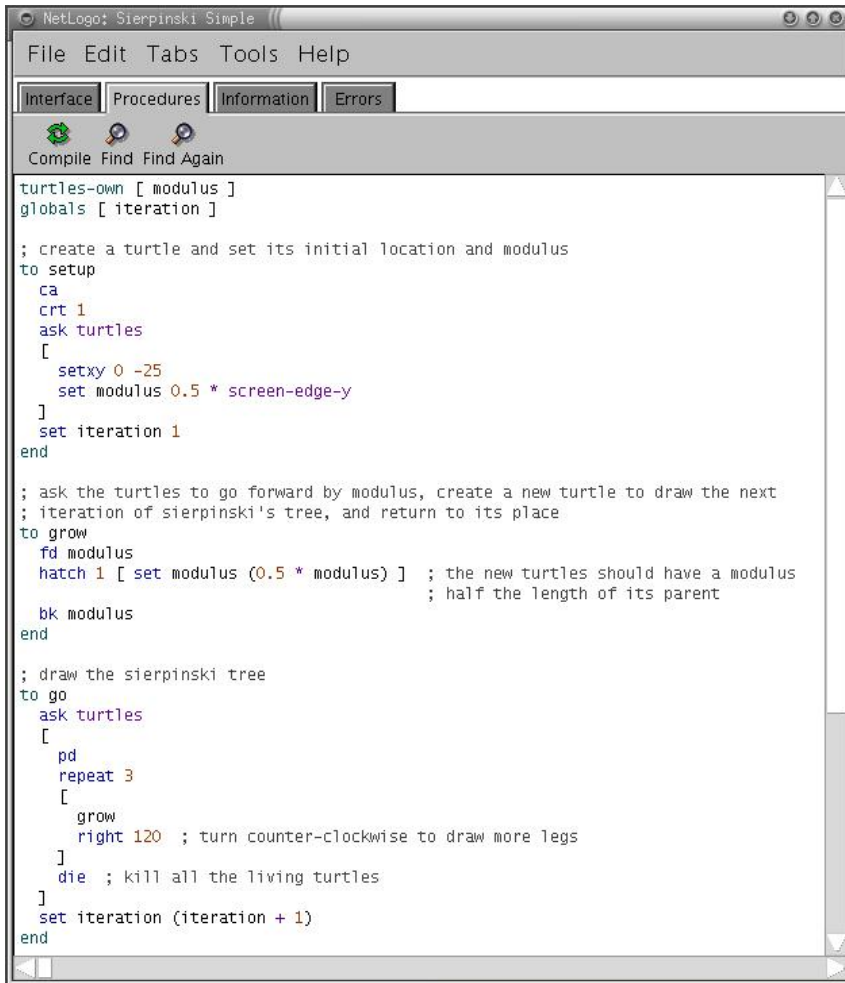 NetLogo: Sierpinski Simple
File Edit Tabs Tools Help
Interface Procedures Information Errors
Compile Find Find Again
turtles-own [ modulus ]
globals [ iteration ]

; create a turtle and set its initial location and modulus
to setup
  ca
  crt 1
  ask turtles
  [
    setxy 0 -25
    set modulus 0.5 * screen-edge-y
  ]
  set iteration 1
end

; ask the turtles to go forward by modulus, create a new turtle to draw the next
; iteration of sierpinski's tree, and return to its place
to grow
  fd modulus
  hatch 1 [ set modulus (0.5 * modulus) ]  ; the new turtles should have a modulus
                                           ; half the length of its parent
  bk modulus
end

; draw the sierpinski tree
to go
  ask turtles
  [
    pd
    repeat 3
    [
      grow
      right 120  ; turn counter-clockwise to draw more legs
    ]
    die  ; kill all the living turtles
  ]
  set iteration (iteration + 1)
end